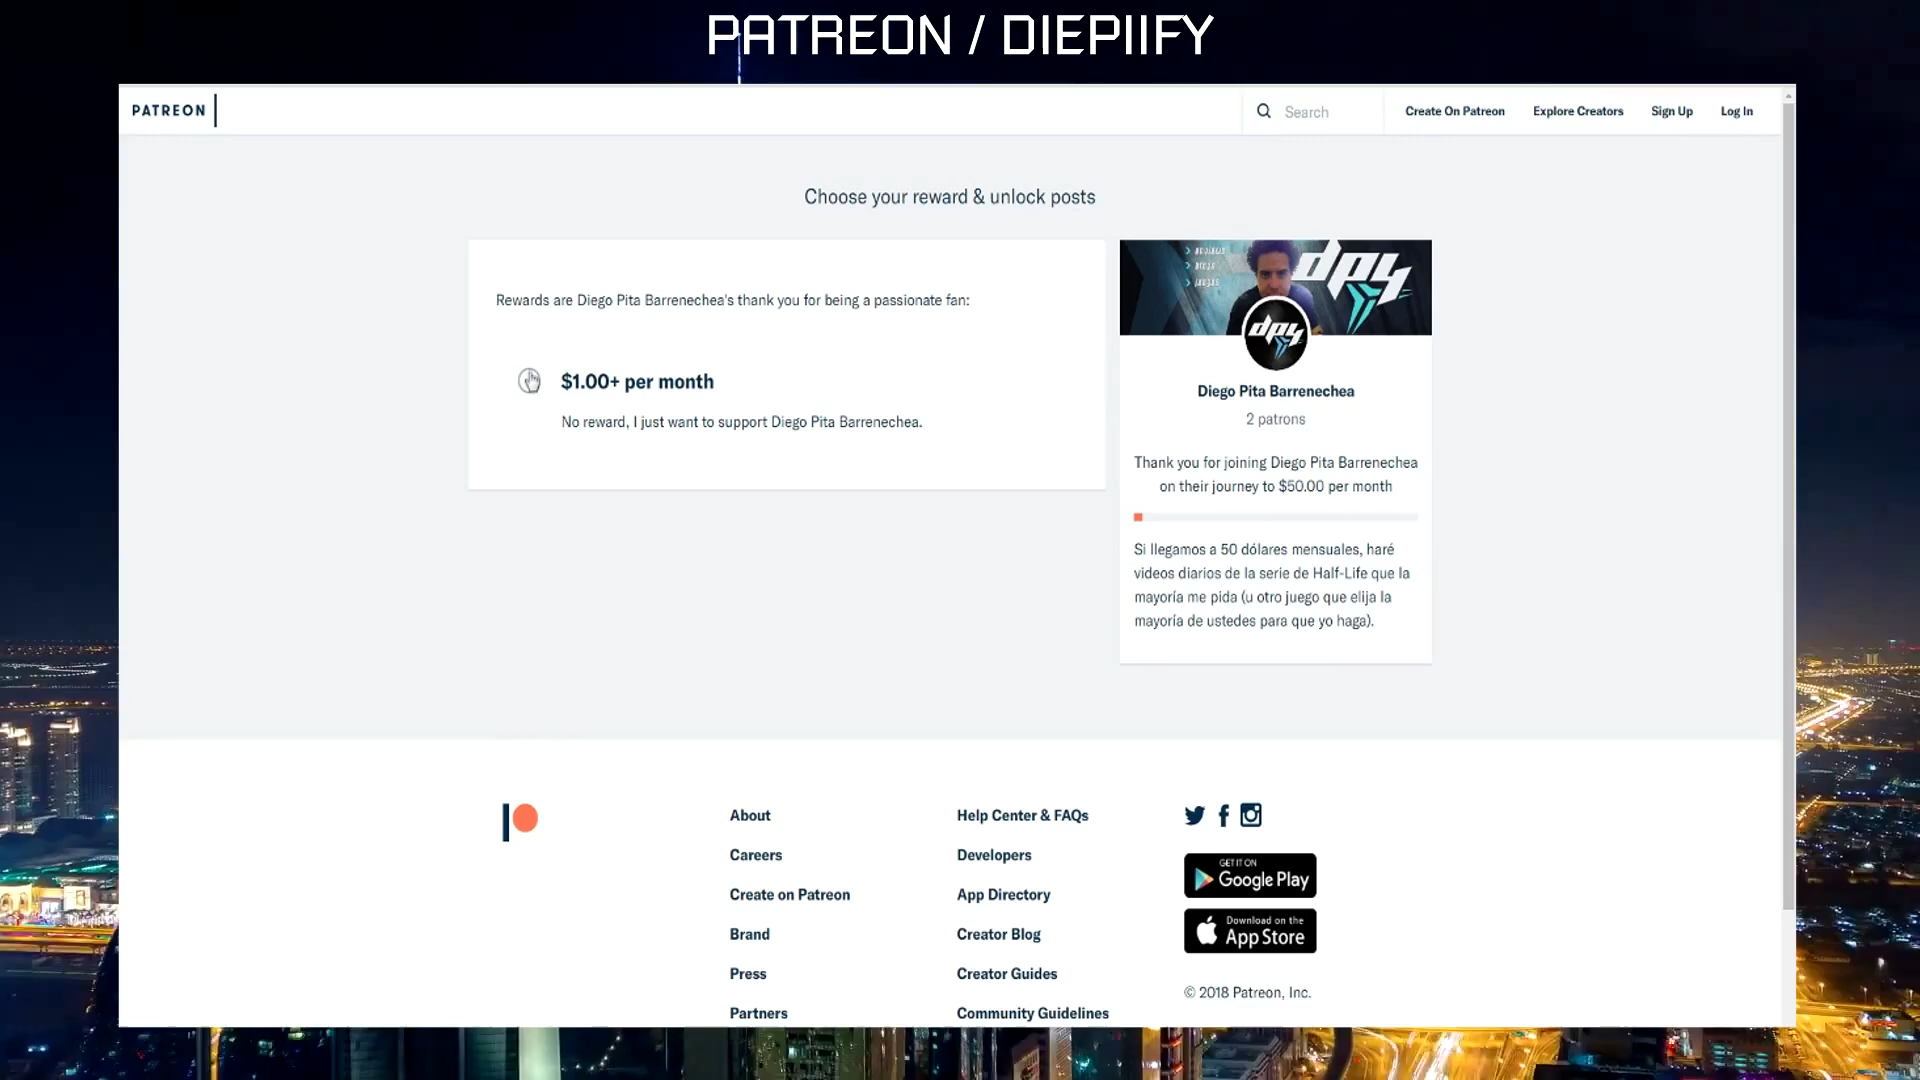 PATREON / DIEPIIFY
PATREON
Search
Create On Patreon
Explore Creators
Sign Up
Log In
Choose your reward & unlock posts
Rewards are Diego Pita Barrenechea's thank you for being a passionate fan:
$1.00+ per month
No reward, I just want to support Diego Pita Barrenechea.
dpy
dpy
Diego Pita Barrenechea
2 patrons
Thank you for joining Diego Pita Barrenechea
on their journey to $50.00 per month
Si llegamos a 50 dólares mensuales, haré
videos diarios de la serie de Half-Life que la
mayoría me pida (u otro juego que elija la
mayoría de ustedes para que yo haga).
About
Careers
Create on Patreon
Brand
Press
Partners
Help Center & FAQs
Developers
App Directory
Creator Blog
Creator Guides
Community Guidelines
GET IT ON
Google Play
Download on the
App Store
© 2018 Patreon, Inc.